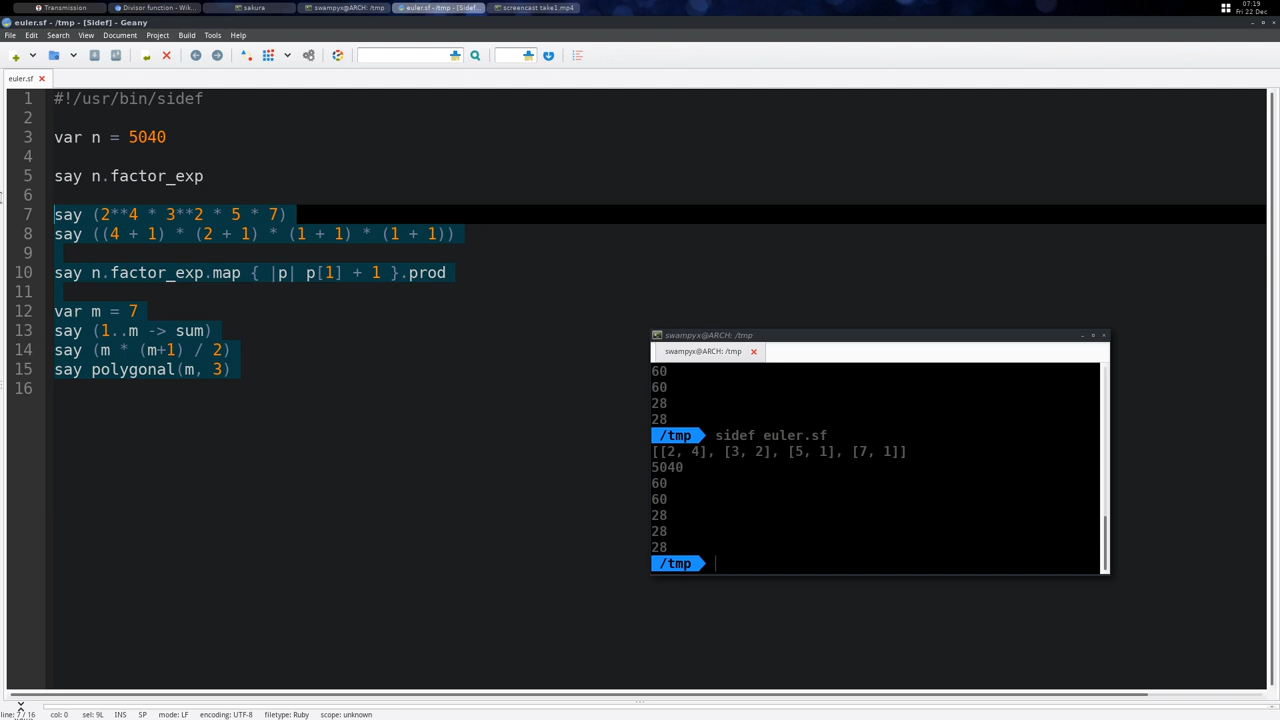 Transmission
Divisor function - Wik...
sakura
swampyx@ARCH: /tmp
euler.sf - /tmp - [Sidef...
screencast take1.mp4
07:19
Fri 22 Dec
euler.sf - /tmp - [Sidef] - Geany
File Edit Search View Document Project Build Tools Help
euler.sf
1 #!/usr/bin/sidef
2
3 var n = 5040
4
5 say n.factor_exp
6
7 say (2**4 * 3**2 * 5 * 7)
8 say ((4 + 1) * (2 + 1) * (1 + 1) * (1 + 1))
9
10 say n.factor_exp.map { |p| p[1] + 1 }.prod
11
12 var m = 7
13 say (1..m -> sum)
14 say (m * (m+1) / 2)
15 say polygonal(m, 3)
16
swampyx@ARCH: /tmp
swampyx@ARCH: /tmp
60
60
28
28
/tmp sidef euler.sf
[[2, 4], [3, 2], [5, 1], [7, 1]]
5040
60
60
28
28
28
/tmp
line: 7 / 16 col: 0 sel: 9L INS SP mode: LF encoding: UTF-8 filetype: Ruby scope: unknown